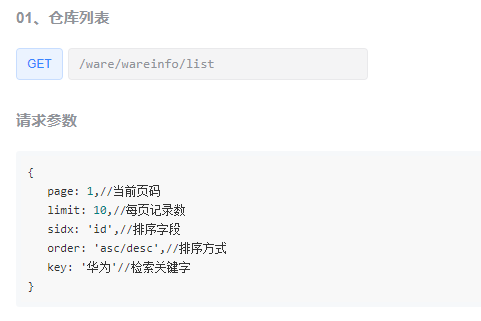 01、仓库列表
GET /ware/wareinfo/list
请求参数
{
page: 1,//当前页码
limit: 10,//每页记录数
sidx: 'id',//排序字段
order: 'asc/desc',//排序方式
key: '华为'//检索关键字
}